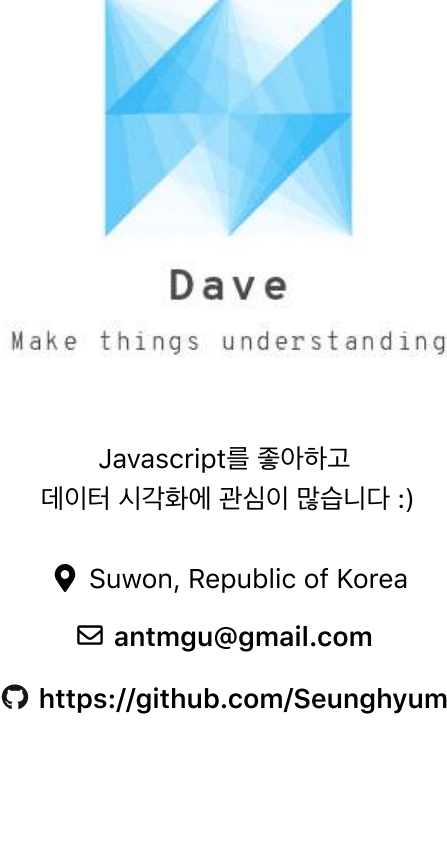 Dave
Make things understanding
Javascript를 좋아하고
데이터 시각화에 관심이 많습니다 :)
Suwon, Republic of Korea
antmgu@gmail.com
https://github.com/Seunghyum